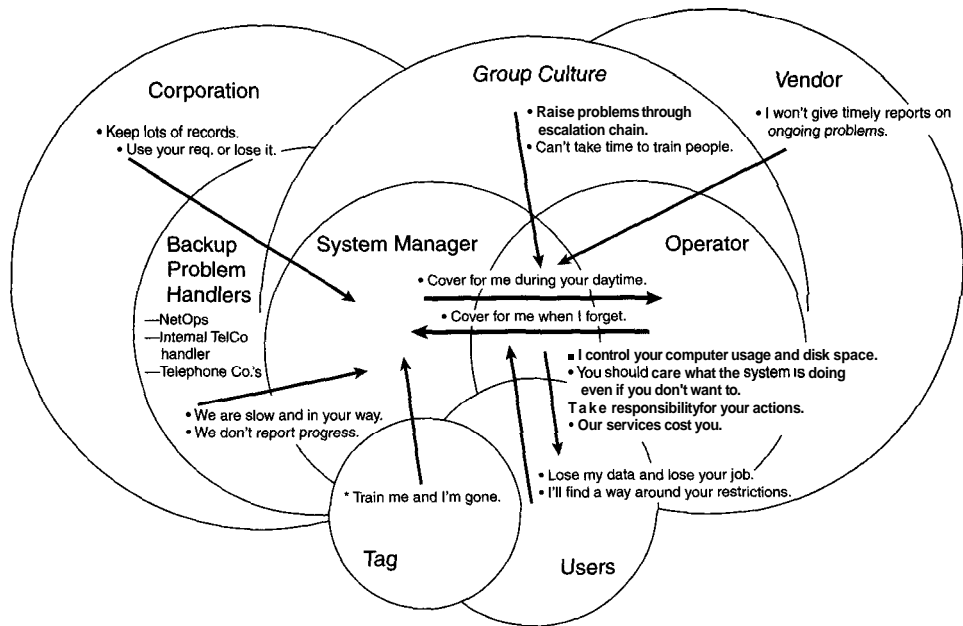 Corporation
• Keep lots of records.
• Use your req. or lose it.
Group Culture
• Raise problems through
escalation chain.
• Can't take time to train people.
Vendor
• I won't give timely reports on
ongoing problems.
Backup
Problem
Handlers
—NetOps
—Internal TelCo
handler
—Telephone Co.'s
System Manager
Operator
• Cover for me during your daytime.
• Cover for me when I forget.
■ I control your computer usage and disk space.
• You should care what the system is doing
even if you don't want to.
Take responsibility for your actions.
• Our services cost you.
• We are slow and in your way.
• We don't report progress.
• Lose my data and lose your job.
• I'll find a way around your restrictions.
* Train me and I'm gone.
Tag
Users